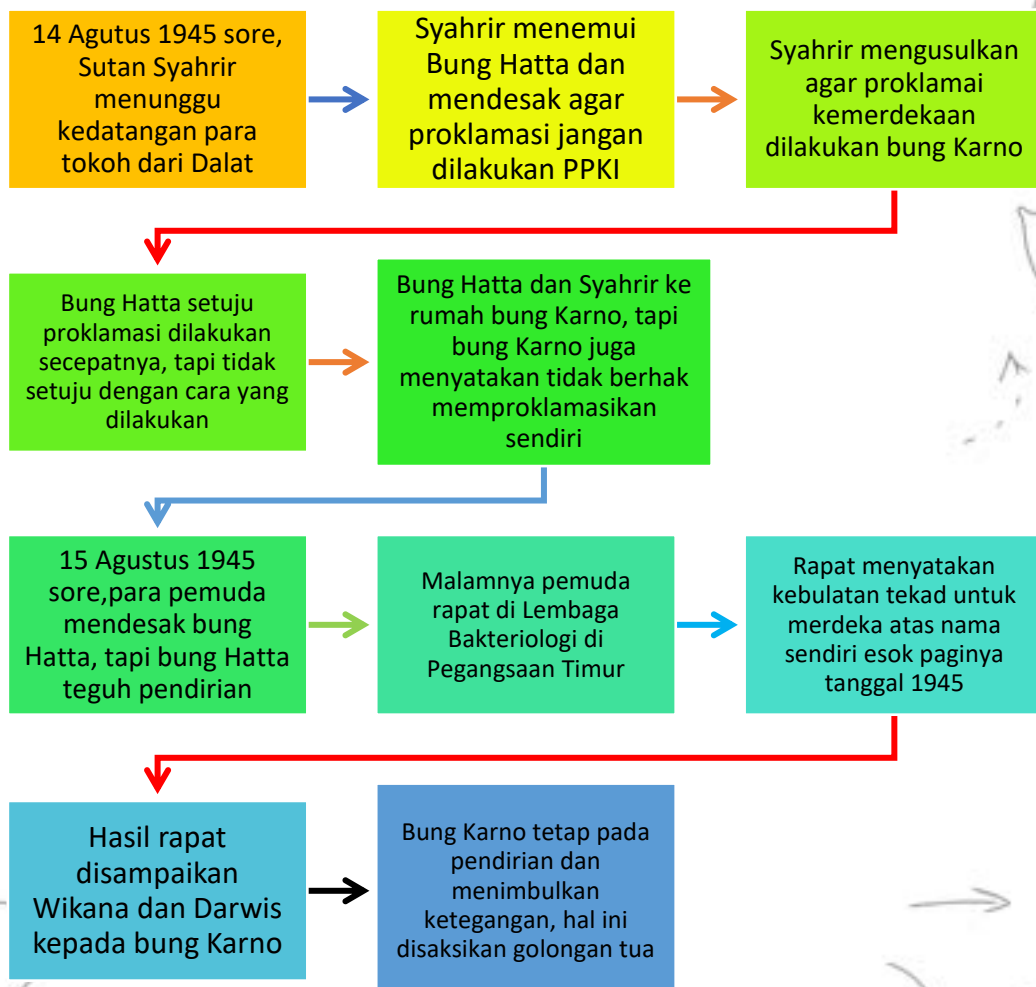 14 Agutus 1945 sore,
Sutan Syahrir
menunggu
kedatangan para
tokoh dari Dalat
Syahrir menemui
Bung Hatta dan
mendesak agar
proklamasi jangan
dilakukan PPKI
Syahrir mengusulkan
agar proklamai
kemerdekaan
dilakukan bung Karno
Bung Hatta setuju
proklamasi dilakukan
secepatnya, tapi tidak
setuju dengan cara yang
dilakukan
Bung Hatta dan Syahrir ke
rumah bung Karno, tapi
bung Karno juga
menyatakan tidak berhak
memproklamasikan
sendiri
15 Agustus 1945
sore,para pemuda
mendesak bung
Hatta, tapi bung Hatta
teguh pendirian
Malamnya pemuda
rapat di Lembaga
Bakteriologi di
Pegangsaan Timur
Rapat menyatakan
kebulatan tekad untuk
merdeka atas nama
sendiri esok paginya
tanggal 1945
Hasil rapat
disampaikan
Wikana dan Darwis
kepada bung Karno
Bung Karno tetap pada
pendirian dan
menimbulkan
ketegangan, hal ini
disaksikan golongan tua